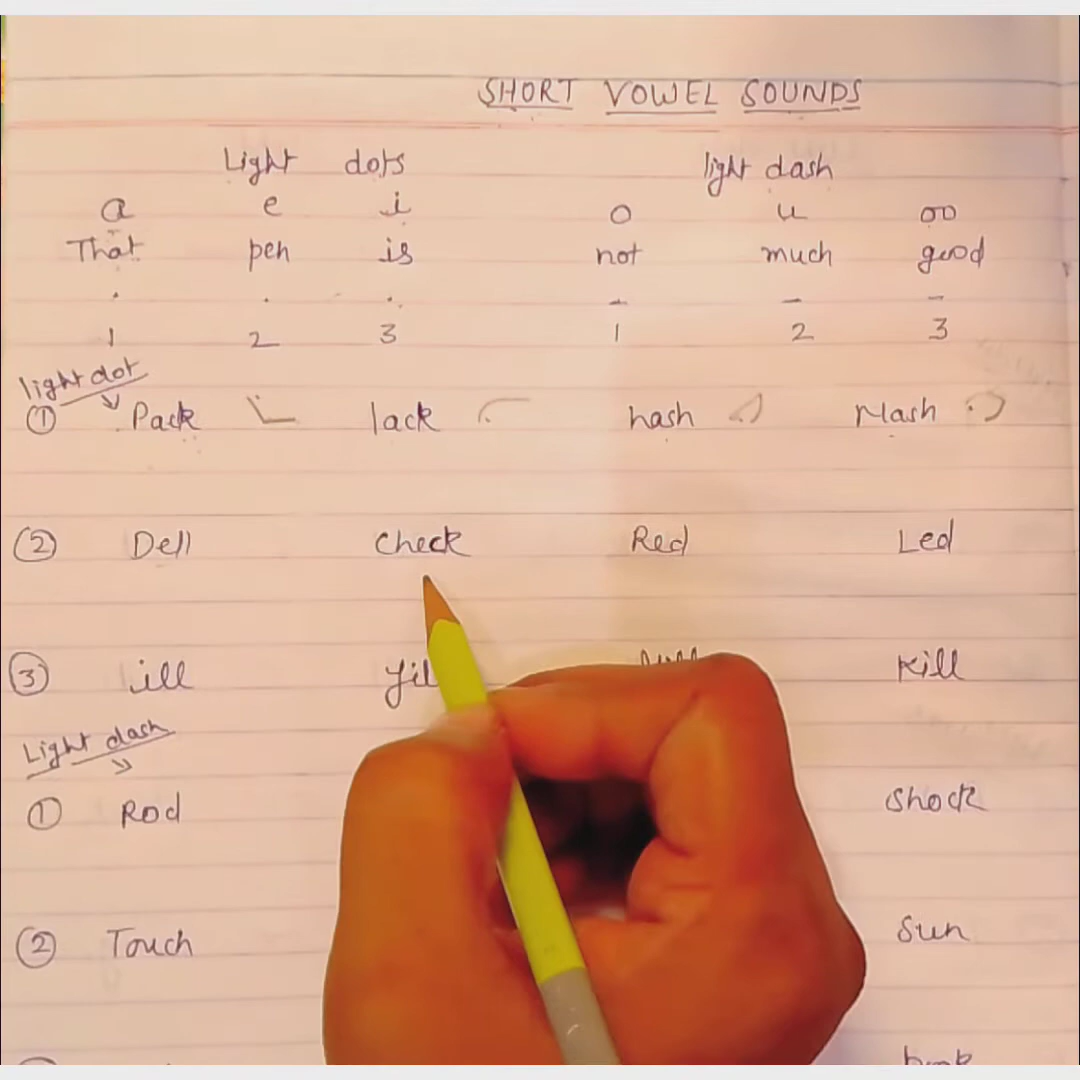 SHORT VOWEL SOUNDS
Light dots light dash
a e i o u oo
That pen is not much good
. . . – – –
1 2 3 1 2 3
light dot
① Pack lack hash Mash
② Dell check Red Led
③ ill Kill
Light dash
① Rod Shock
② Touch Sun